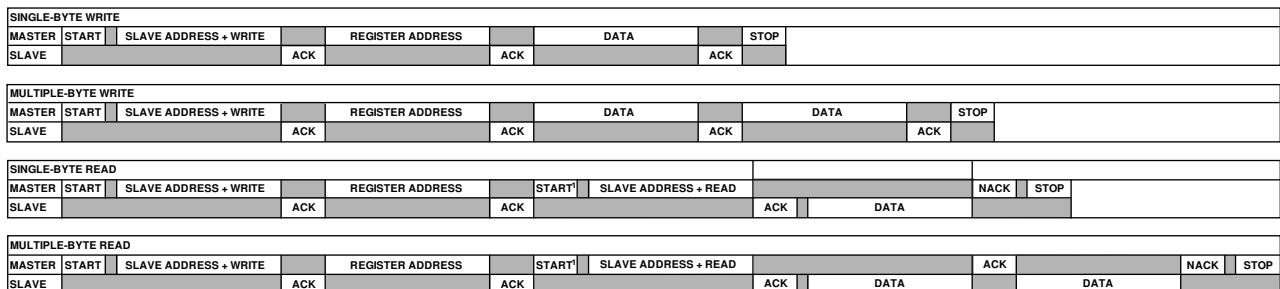 SINGLE-BYTE WRITE
MASTER START SLAVE ADDRESS + WRITE REGISTER ADDRESS DATA STOP
SLAVE ACK ACK ACK
MULTIPLE-BYTE WRITE
MASTER START SLAVE ADDRESS + WRITE REGISTER ADDRESS DATA DATA STOP
SLAVE ACK ACK ACK ACK
SINGLE-BYTE READ
MASTER START SLAVE ADDRESS + WRITE REGISTER ADDRESS START¹ SLAVE ADDRESS + READ NACK STOP
SLAVE ACK ACK ACK DATA
MULTIPLE-BYTE READ
MASTER START SLAVE ADDRESS + WRITE REGISTER ADDRESS START¹ SLAVE ADDRESS + READ ACK NACK STOP
SLAVE ACK ACK ACK DATA DATA